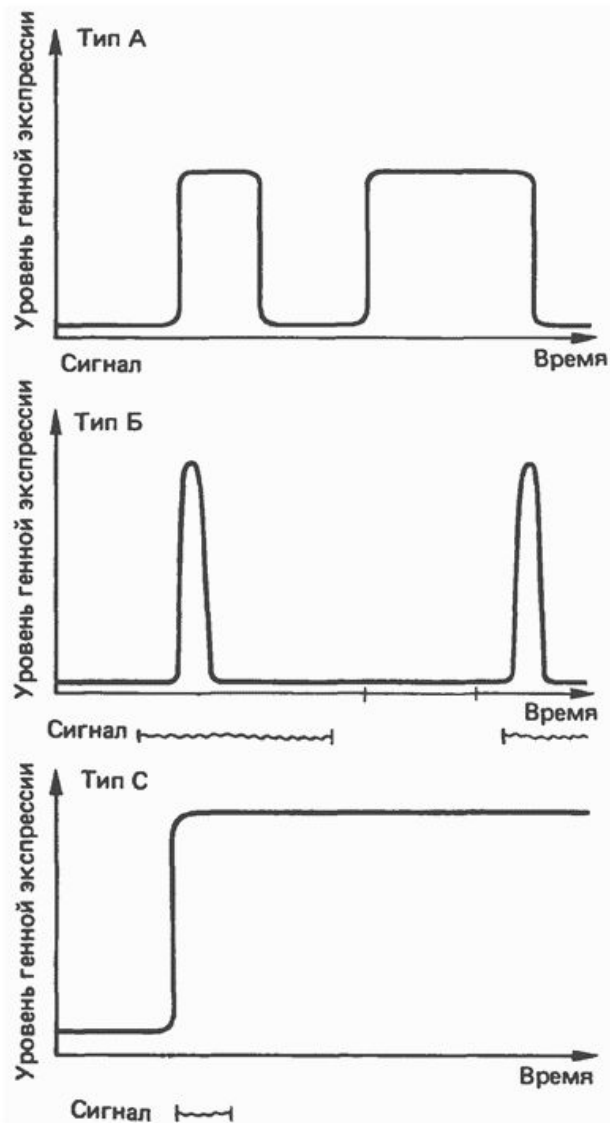 Тип А
Уровень генной экспрессии
Сигнал
Время
Тип Б
Уровень генной экспрессии
Время
Сигнал
Тип С
Уровень генной экспрессии
Время
Сигнал